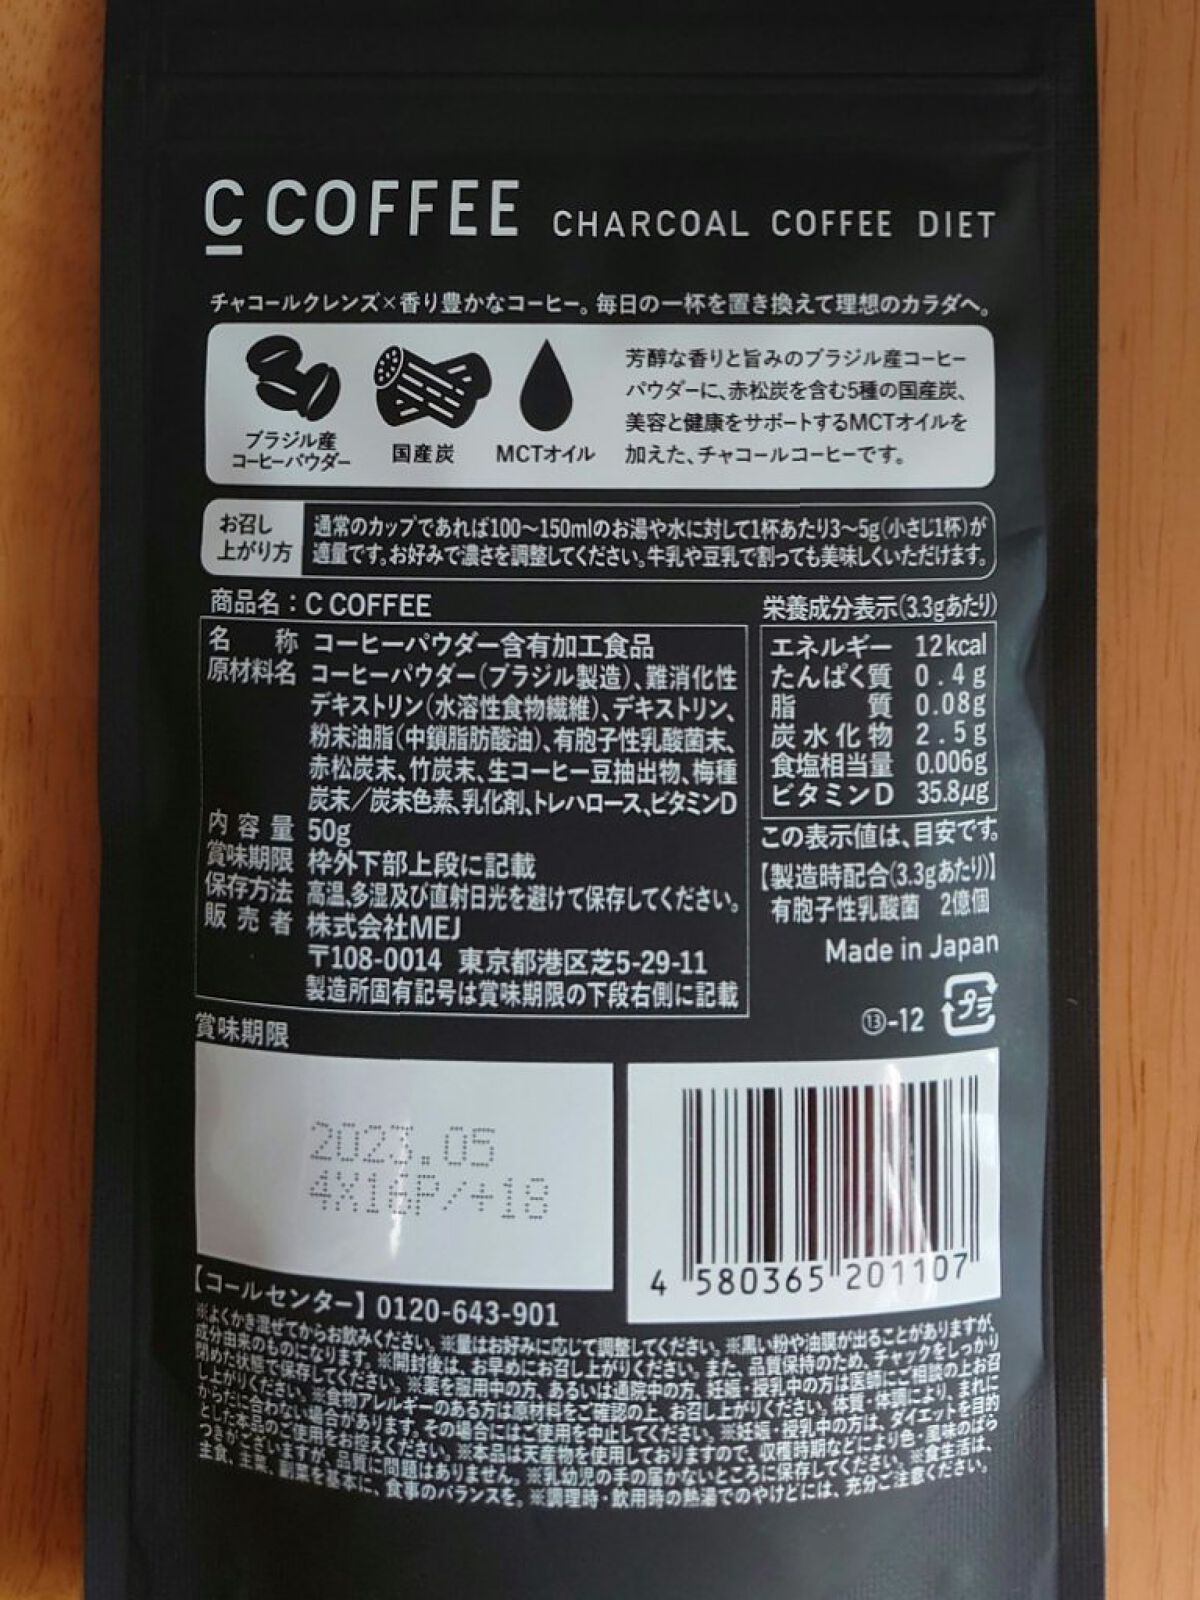 C COFFEE CHARCOAL COFFEE DIET
チャコールクレンズ×香り豊かなコーヒー。毎日の一杯を置き換えて理想のカラダへ。
ブラジル産
コーヒーパウダー
国産炭
MCTオイル
芳醇な香りと旨みのブラジル産コーヒー
パウダーに、赤松炭を含む5種の国産炭、
美容と健康をサポートするMCTオイルを
加えた、チャコールコーヒーです。
お召し
上がり方
通常のカップであれば100〜150mlのお湯や水に対して1杯あたり3〜5g(小さじ1杯)が
適量です。お好みで濃さを調整してください。牛乳や豆乳で割っても美味しくいただけます。
商品名：C COFFEE
名称 コーヒーパウダー含有加工食品
原材料名 コーヒーパウダー(ブラジル製造)、難消化性
デキストリン(水溶性食物繊維)、デキストリン、
粉末油脂(中鎖脂肪酸油)、有胞子性乳酸菌末、
赤松炭末、竹炭末、生コーヒー豆抽出物、梅種
炭末/炭末色素、乳化剤、トレハロース、ビタミンD
内容量 50g
賞味期限 枠外下部上段に記載
保存方法 高温、多湿及び直射日光を避けて保存してください。
販売者 株式会社MEJ
〒108-0014 東京都港区芝5-29-11
製造所固有記号は賞味期限の下段右側に記載
栄養成分表示(3.3gあたり)
エネルギー 12kcal
たんぱく質 0.4g
脂質 0.08g
炭水化物 2.5g
食塩相当量 0.006g
ビタミンD 35.8μg
この表示値は、目安です。
【製造時配合(3.3gあたり)】
有胞子性乳酸菌 2億個
Made in Japan
⑬-12
プラ
賞味期限
2023.05
4X16P/+18
4 580365 201107
【コールセンター】0120-643-901
※よくかき混ぜてからお飲みください。※量はお好みに応じて調整してください。※黒い粉や油膜が出ることがありますが、
成分由来のものになります。※開封後は、お早めにお召し上がりください。また、品質保持のため、チャックをしっかり
閉めた状態で保存してください。※薬を服用中の方、あるいは通院中の方、妊娠・授乳中の方は医師にご相談の上お召
し上がりください。※食物アレルギーのある方は原材料をご確認の上、お召し上がりください。体質・体調により、まれに
からだに合わない場合があります。その場合にはご使用を中止してください。※妊娠・授乳中の方は、ダイエットを目的
とした本品のご使用をお控えください。※本品は天産物を使用しておりますので、収穫時期などにより色・風味のばら
つきがございますが、品質に問題はありません。※乳幼児の手の届かないところに保存してください。※食生活は、
主食、主菜、副菜を基本に、食事のバランスを。※調理時・飲用時の熱湯でのやけどには、充分ご注意ください。